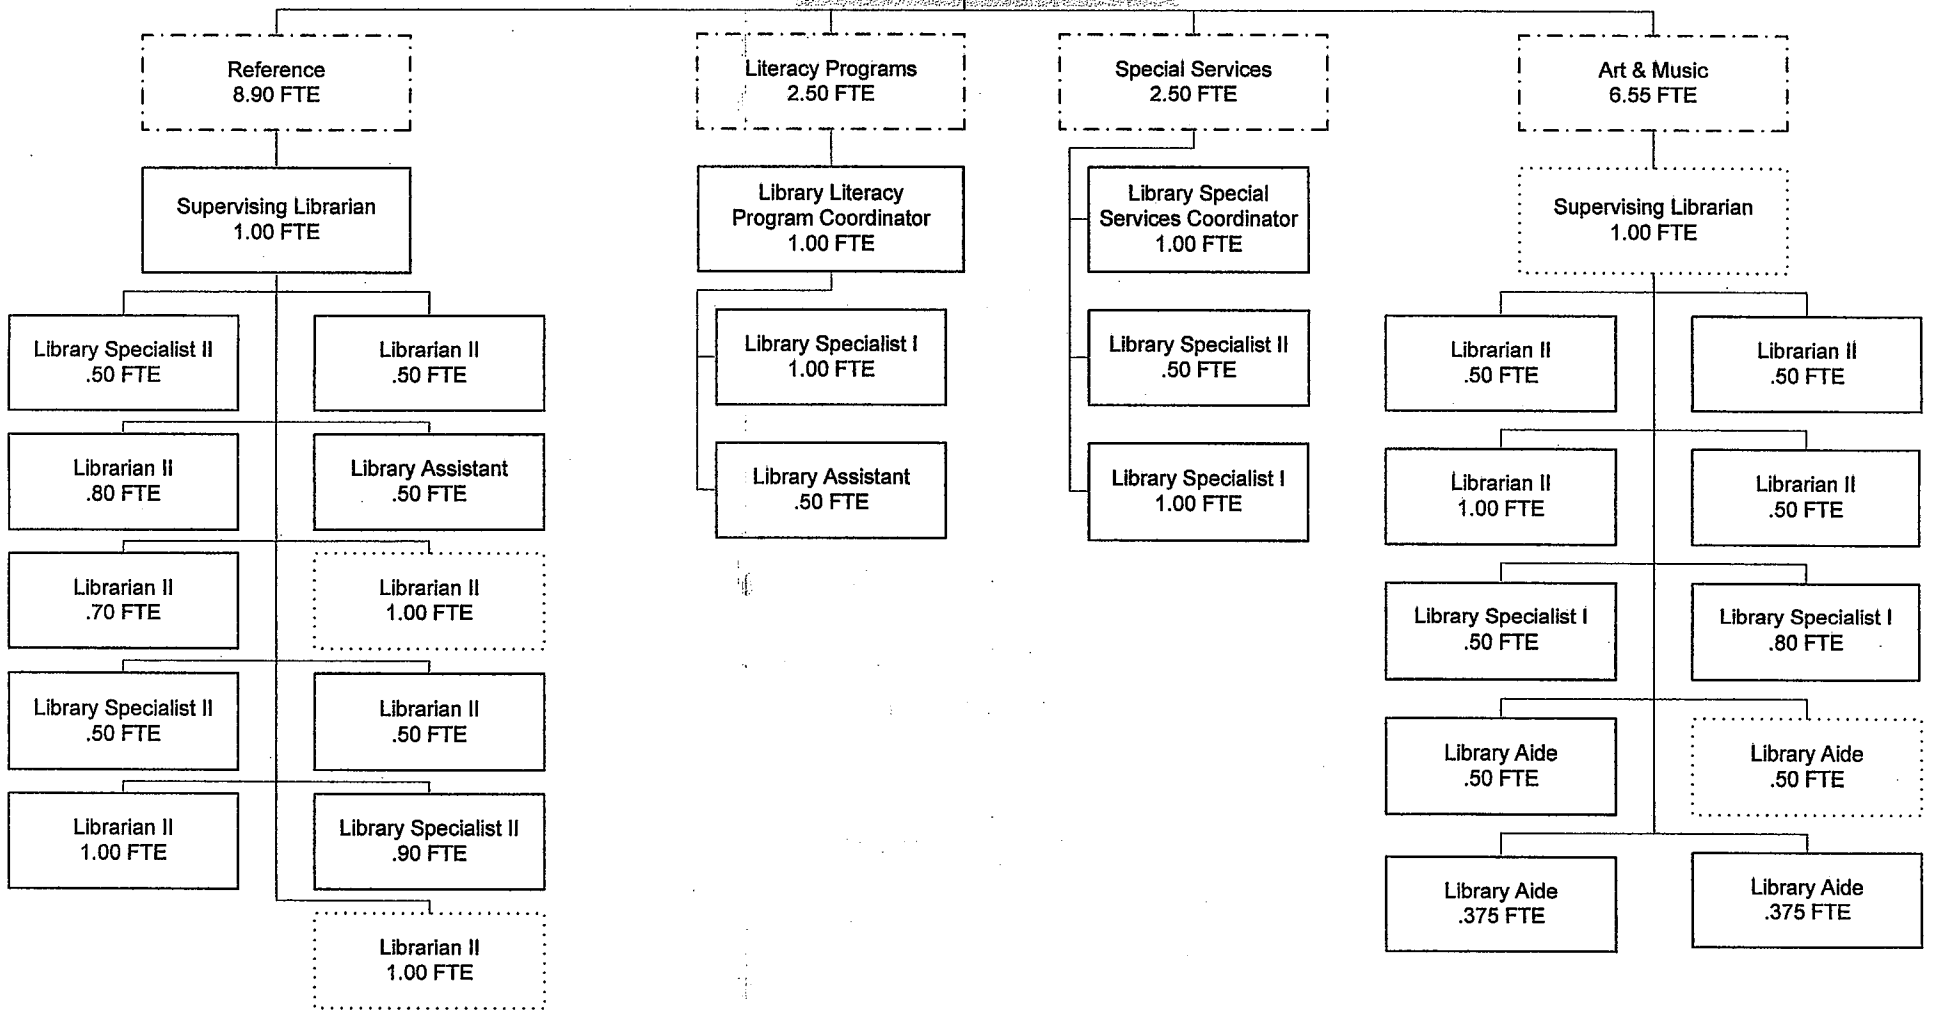 Reference
8.90 FTE
Literacy Programs
2.50 FTE
Special Services
2.50 FTE
Art & Music
6.55 FTE
Supervising Librarian
1.00 FTE
Library Literacy
Program Coordinator
1.00 FTE
Library Special
Services Coordinator
1.00 FTE
Supervising Librarian
1.00 FTE
Library Specialist II
.50 FTE
Librarian II
.50 FTE
Librarian II
.80 FTE
Library Assistant
.50 FTE
Librarian II
.70 FTE
Librarian II
1.00 FTE
Library Specialist II
.50 FTE
Librarian II
.50 FTE
Librarian II
1.00 FTE
Library Specialist II
.90 FTE
Librarian II
1.00 FTE
Library Specialist I
1.00 FTE
Library Assistant
.50 FTE
Library Specialist II
.50 FTE
Library Specialist I
1.00 FTE
Librarian II
.50 FTE
Librarian II
.50 FTE
Librarian II
1.00 FTE
Librarian II
.50 FTE
Library Specialist I
.50 FTE
Library Specialist I
.80 FTE
Library Aide
.50 FTE
Library Aide
.50 FTE
Library Aide
.375 FTE
Library Aide
.375 FTE